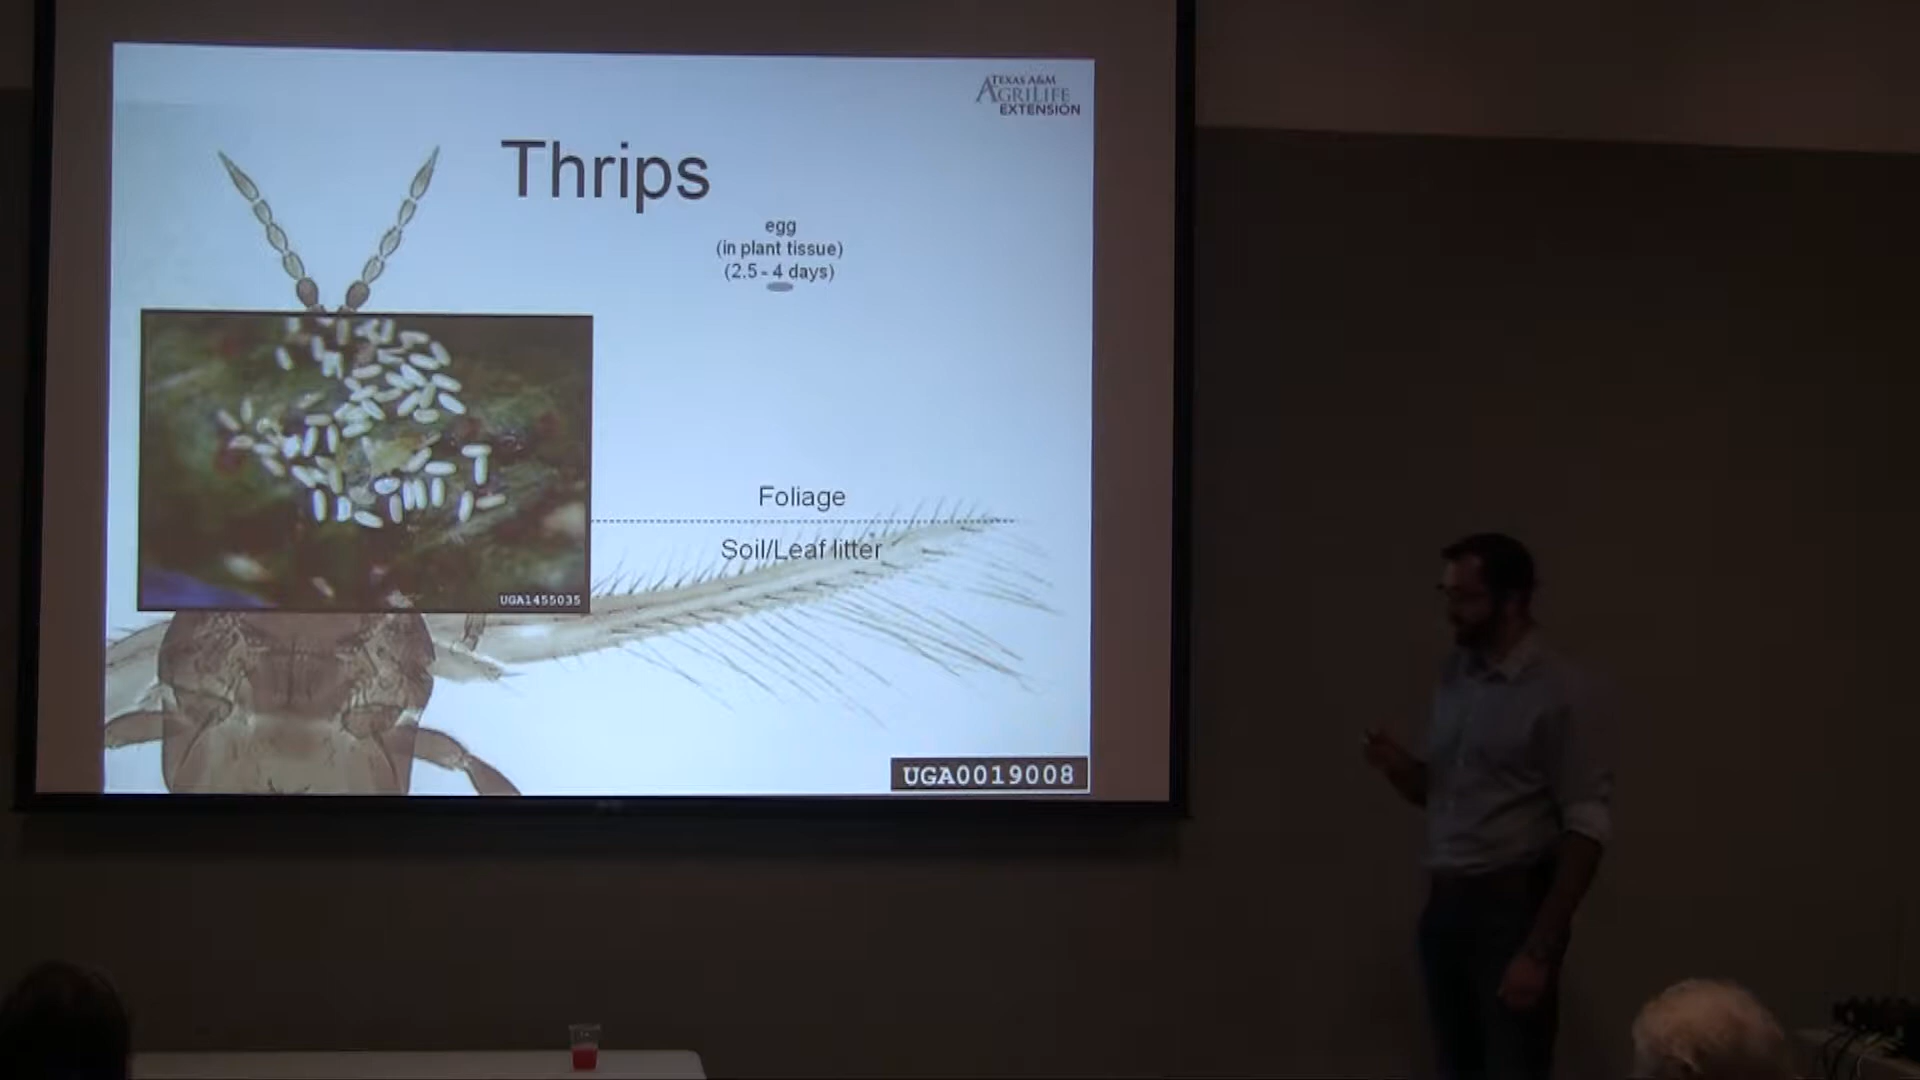 TEXAS A&M
AGRILIFE
EXTENSION
Thrips
egg
(in plant tissue)
(2.5 - 4 days)
Foliage
Soil/Leaf litter
UGA1455035
UGA0019008